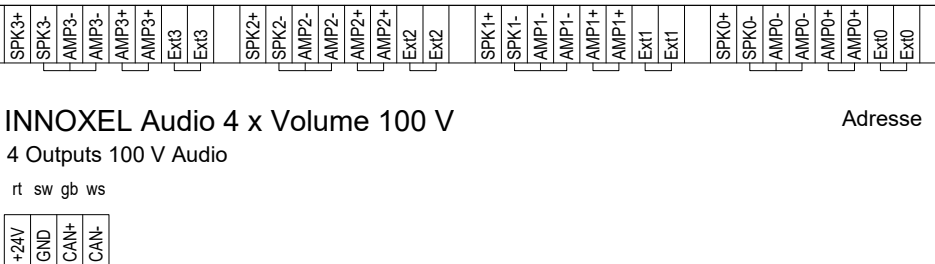 SPK3+ SPK3- AMP3- AMP3- AMP3+ AMP3+ Ext3 Ext3 SPK2+ SPK2- AMP2- AMP2- AMP2+ AMP2+ Ext2 Ext2 SPK1+ SPK1- AMP1- AMP1- AMP1+ AMP1+ Ext1 Ext1 SPK0+ SPK0- AMP0- AMP0- AMP0+ AMP0+ Ext0 Ext0
INNOXEL Audio 4 x Volume 100 V Adresse
4 Outputs 100 V Audio
rt sw gb ws
+24V GND CAN+ CAN-